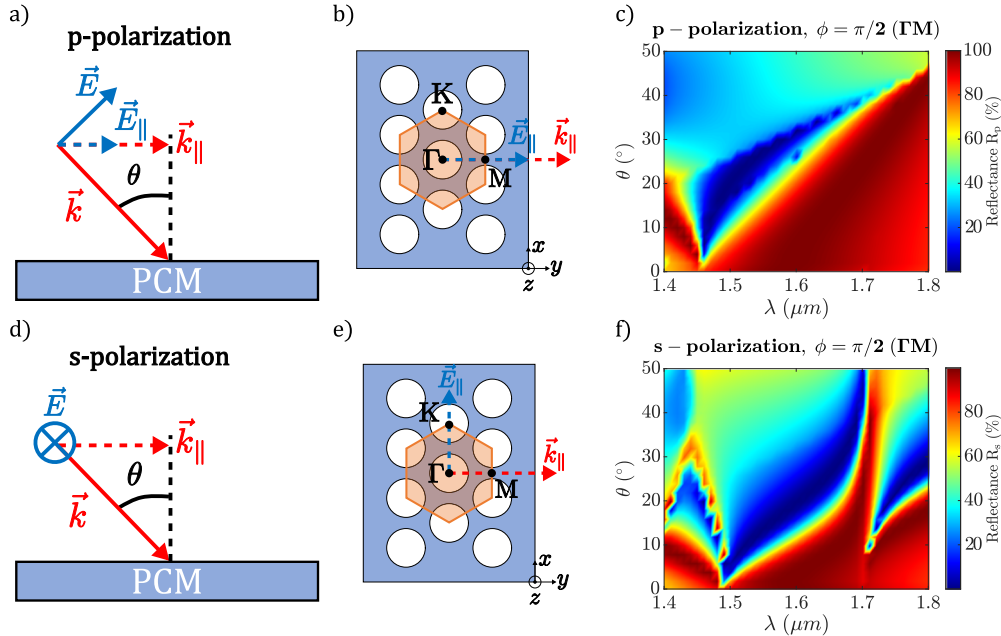 a)
p-polarization
E⃗
E⃗∥
k⃗∥
θ
k⃗
PCM
b)
K
Γ
E⃗∥
k⃗∥
M
x
y
z
c)
p − polarization, ϕ = π/2 (ΓM)
50
40
30
20
10
0
θ (°)
1.4
1.5
1.6
1.7
1.8
λ (μm)
100
80
60
40
20
0
Reflectance Rₚ (%)
d)
s-polarization
E⃗
k⃗∥
θ
k⃗
PCM
e)
E⃗∥
K
Γ
k⃗∥
M
x
y
z
f)
s − polarization, ϕ = π/2 (ΓM)
50
40
30
20
10
0
θ (°)
1.4
1.5
1.6
1.7
1.8
λ (μm)
80
60
40
20
Reflectance Rₛ (%)